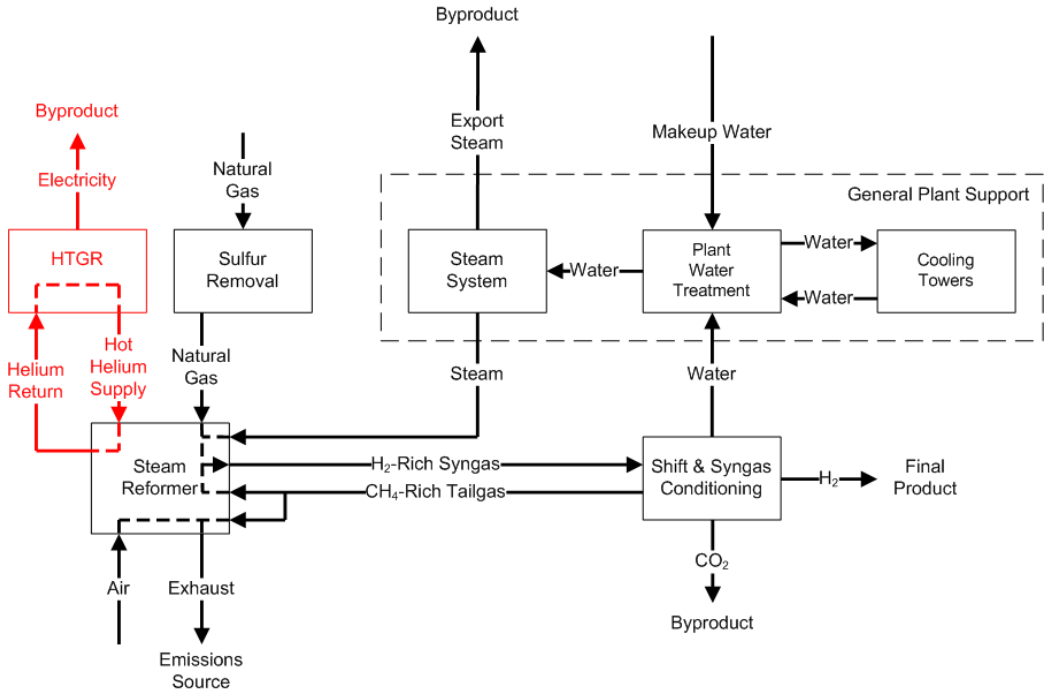 Byproduct
Export
Steam
Makeup Water
Byproduct
Electricity
Natural
Gas
General Plant Support
HTGR
Sulfur
Removal
Steam
System
Water
Plant
Water
Treatment
Water
Water
Cooling
Towers
Helium
Return
Hot
Helium
Supply
Natural
Gas
Steam
Water
Steam
Reformer
H₂-Rich Syngas
CH₄-Rich Tailgas
Shift & Syngas
Conditioning
H₂
Final
Product
Air
Exhaust
CO₂
Byproduct
Emissions
Source